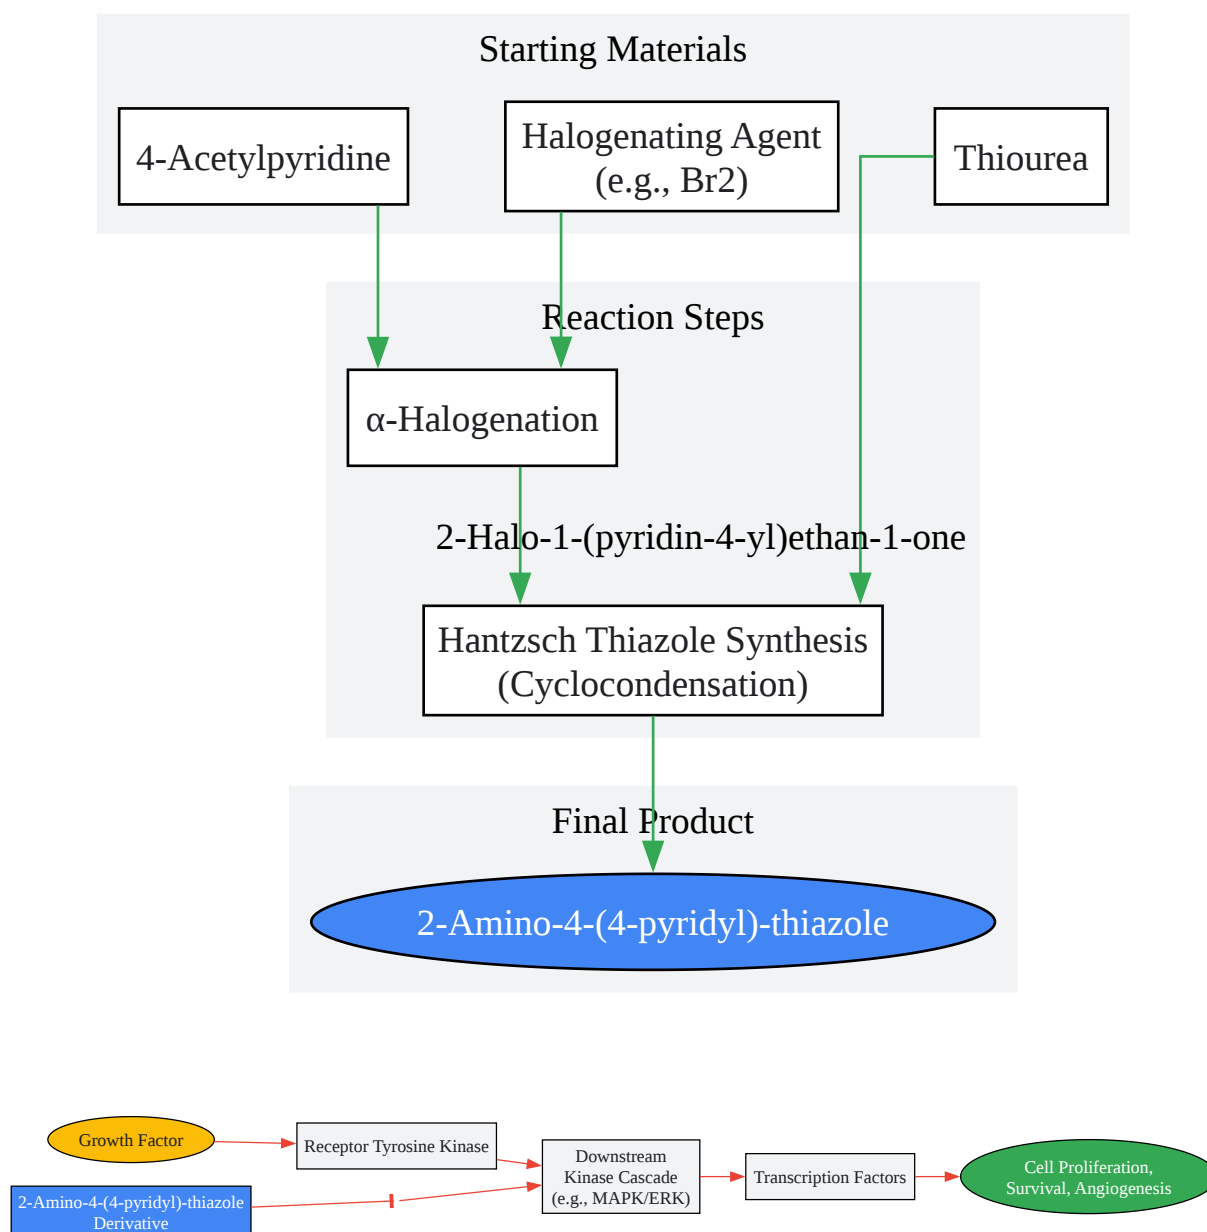 Starting Materials
4-Acetylpyridine
Halogenating Agent
(e.g., Br2)
Thiourea
Reaction Steps
α-Halogenation
2-Halo-1-(pyridin-4-yl)ethan-1-one
Hantzsch Thiazole Synthesis
(Cyclocondensation)
Final Product
2-Amino-4-(4-pyridyl)-thiazole
Growth Factor
Receptor Tyrosine Kinase
Downstream
Kinase Cascade
(e.g., MAPK/ERK)
Transcription Factors
Cell Proliferation,
Survival, Angiogenesis
2-Amino-4-(4-pyridyl)-thiazole
Derivative